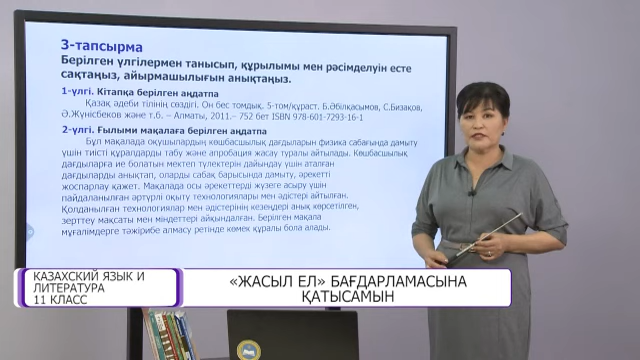 3-тапсырма
Берілген үлгілермен танысып, құрылымы мен рәсімделуін есте
сақтаңыз, айырмашылығын анықтаңыз.
1-үлгі. Кітапқа берілген аңдатпа
Қазақ әдеби тілінің сөздігі. Он бес томдық. 5-том/құраст. Б.Әбілқасымов, С.Бизақов,
Ә.Жүнісбеков және т.б. – Алматы, 2011.– 752 бет ISBN 978-601-7293-16-1
2-үлгі. Ғылыми мақалаға берілген аңдатпа
Бұл мақалада оқушылардың көшбасшылық дағдыларын физика сабағында дамыту
үшін тиісті құралдарды табу және апробация жасау туралы айтылады. Көшбасшылық
дағдыларға ие болатын мектеп түлектерін дайындау үшін аталған
дағдыларды анықтап, оларды сабақ барысында дамыту, әрекетті
жоспарлау қажет. Мақалада осы әрекеттерді жүзеге асыру үшін
пайдаланылған әртүрлі оқыту технологиялары мен әдістері айтылған.
Қолданылған технологиялар мен әдістерінің кезеңдері анық көрсетілген,
зерттеу мақсаты мен міндеттері айқындалған. Берілген мақала
мұғалімдерге тәжірибе алмасу ретінде көмек құралы бола алады.
КАЗАХСКИЙ ЯЗЫК И
ЛИТЕРАТУРА
11 КЛАСС
«ЖАСЫЛ ЕЛ» БАҒДАРЛАМАСЫНА
ҚАТЫСАМЫН